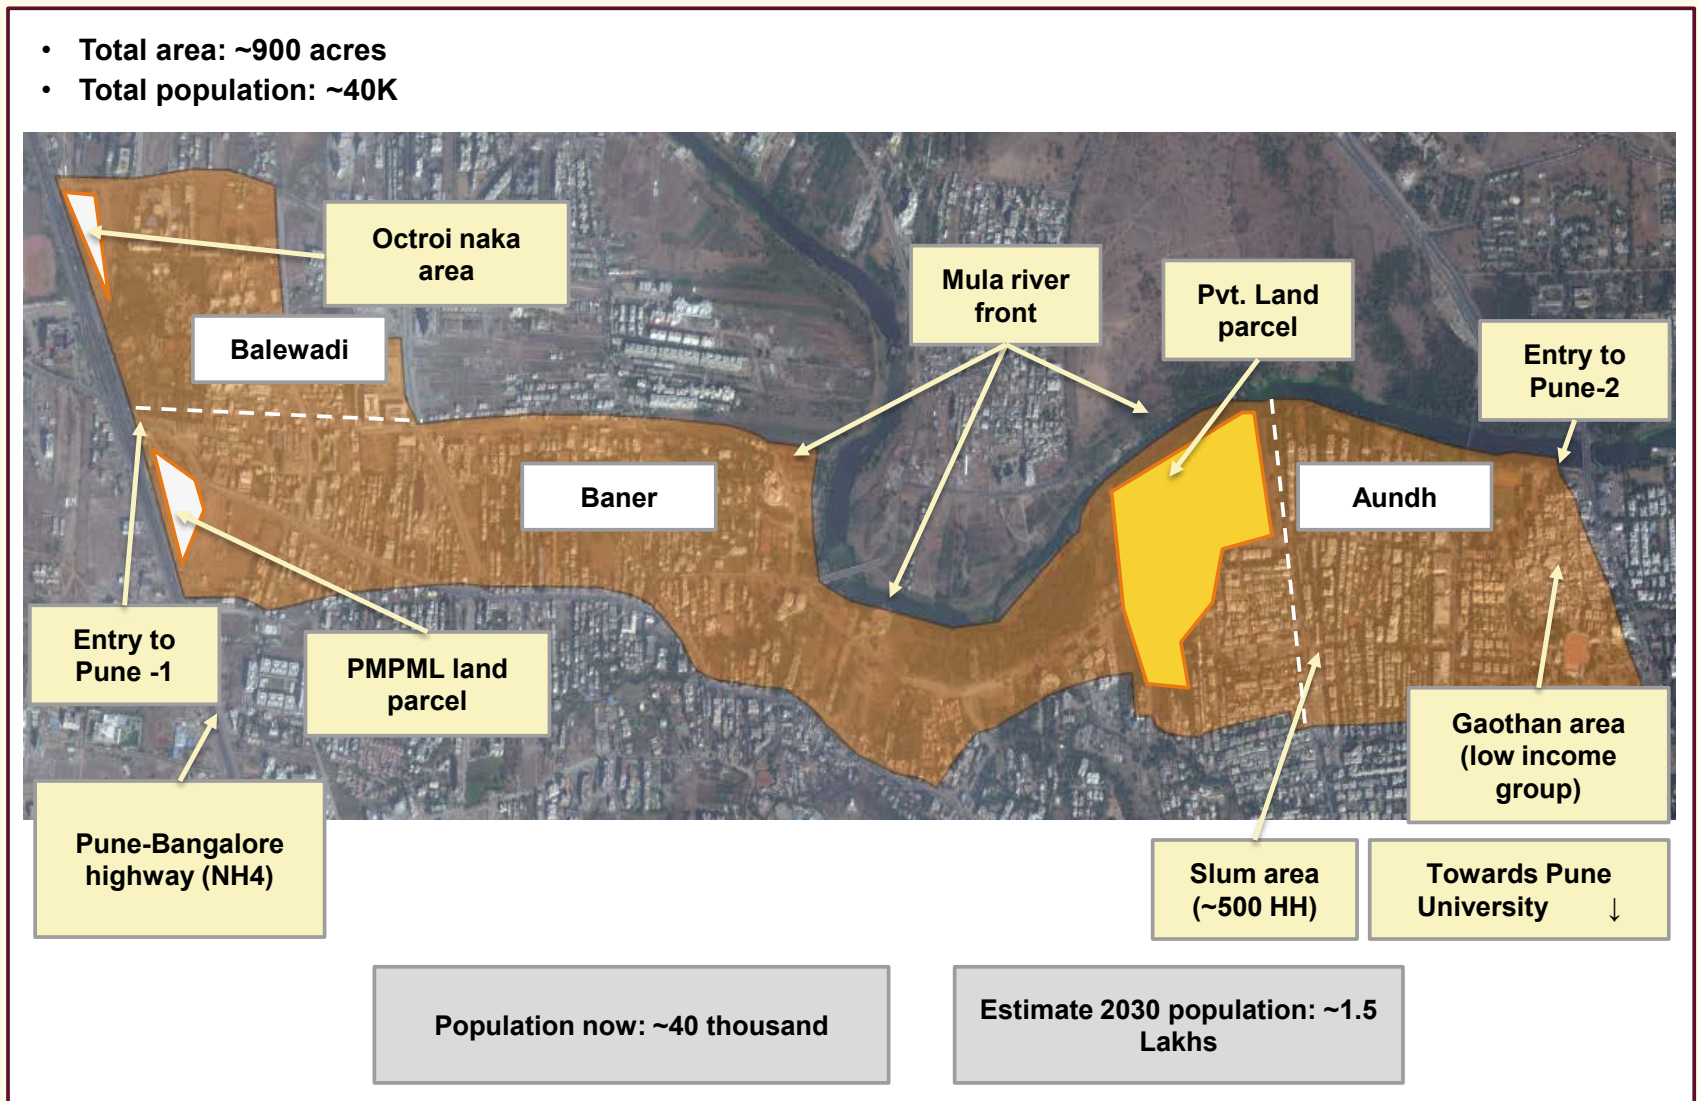 • Total area: ~900 acres
• Total population: ~40K
Octroi naka
area
Mula river
front
Pvt. Land
parcel
Entry to
Pune-2
Balewadi
Baner
Aundh
Entry to
Pune -1
PMPML land
parcel
Gaothan area
(low income
group)
Pune-Bangalore
highway (NH4)
Slum area
(~500 HH)
Towards Pune
University ↓
Population now: ~40 thousand
Estimate 2030 population: ~1.5
Lakhs